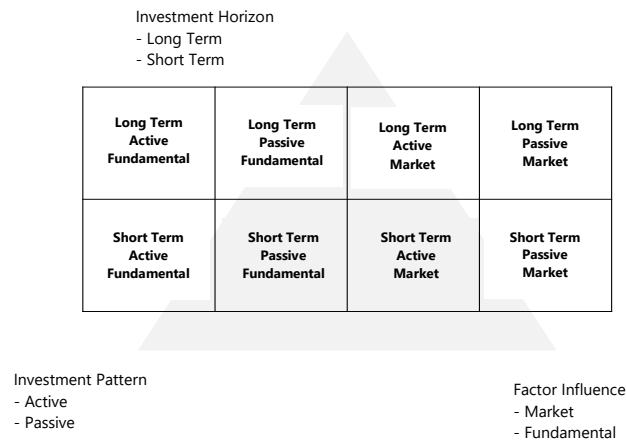 Investment Horizon
- Long Term
- Short Term
Long Term
Active
Fundamental
Long Term
Passive
Fundamental
Long Term
Active
Market
Long Term
Passive
Market
Short Term
Active
Fundamental
Short Term
Passive
Fundamental
Short Term
Active
Market
Short Term
Passive
Market
Investment Pattern
- Active
- Passive
Factor Influence
- Market
- Fundamental